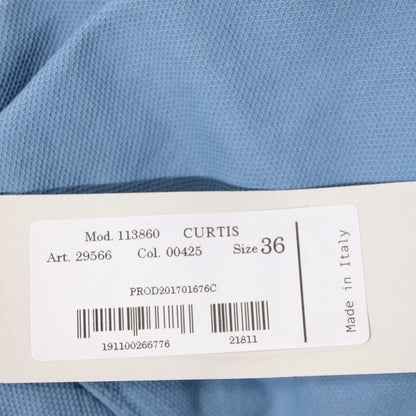 Mod. 113860 CURTIS
Art. 29566 Col. 00425 Size 36
PROD201701676C
191100266776 21811
Made in Italy